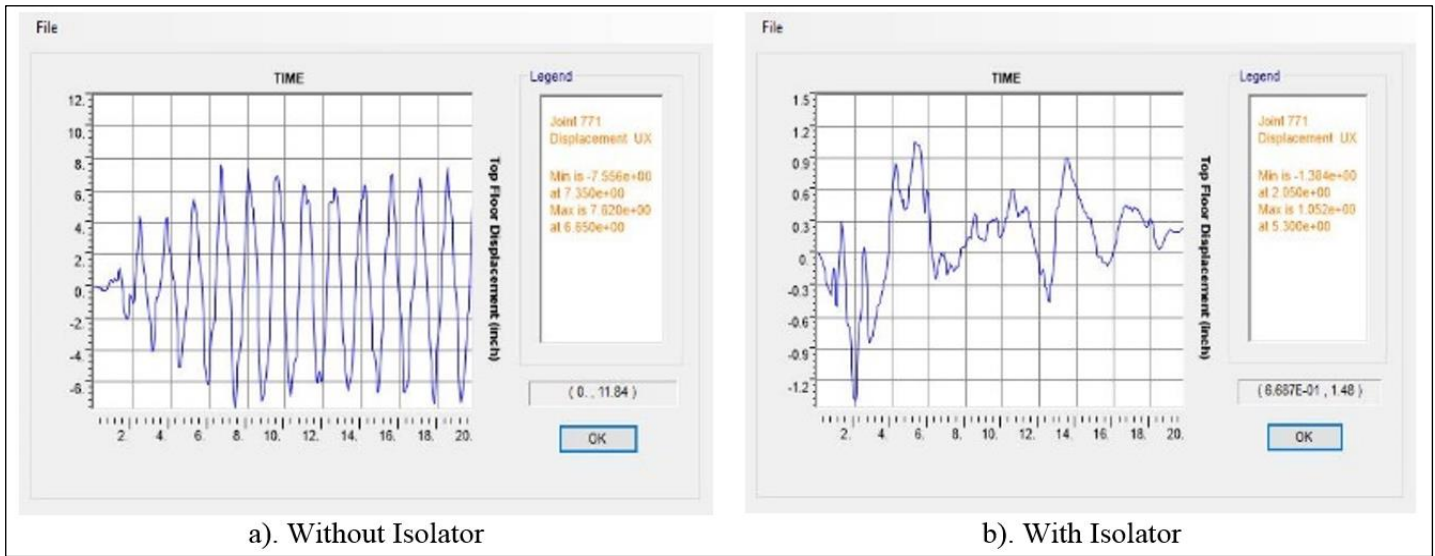 File
TIME
12.
10.
8.
6.
4.
2.
0.
-2.
-4.
-6.
2. 4. 6. 8. 10. 12. 14. 16. 18. 20.
Top Floor Displacement (inch)
Legend
Joint 771
Displacement UX
Min is -7.556e+00
at 7.350e+00
Max is 7.620e+00
at 6.650e+00
( 0. , 11.84 )
OK
a). Without Isolator
File
TIME
1.5
1.2
0.9
0.6
0.3
0.
-0.3
-0.6
-0.9
-1.2
2. 4. 6. 8. 10. 12. 14. 16. 18. 20.
Top Floor Displacement (inch)
Legend
Joint 771
Displacement UX
Min is -1.384e+00
at 2.050e+00
Max is 1.052e+00
at 5.300e+00
( 6.687E-01 , 1.48 )
OK
b). With Isolator